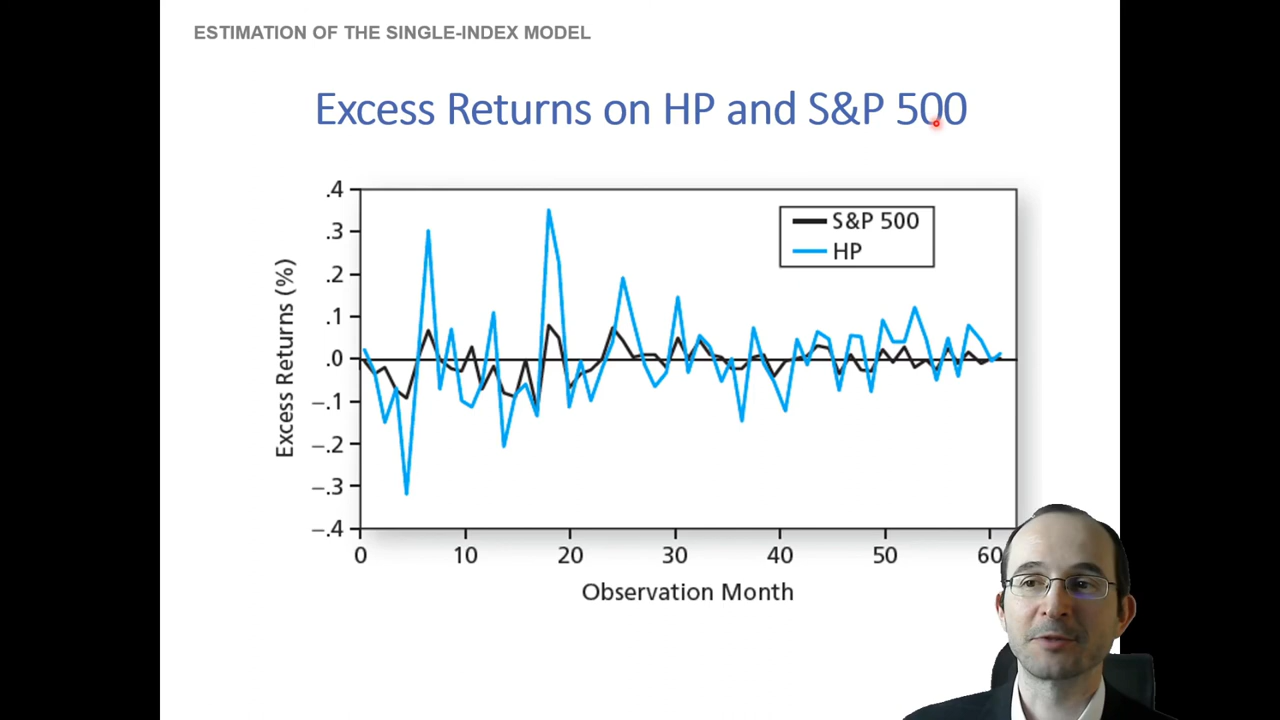 ESTIMATION OF THE SINGLE-INDEX MODEL
Excess Returns on HP and S&P 500
.4
.3
.2
.1
.0
–.1
–.2
–.3
–.4
Excess Returns (%)
S&P 500
HP
0 10 20 30 40 50 60
Observation Month